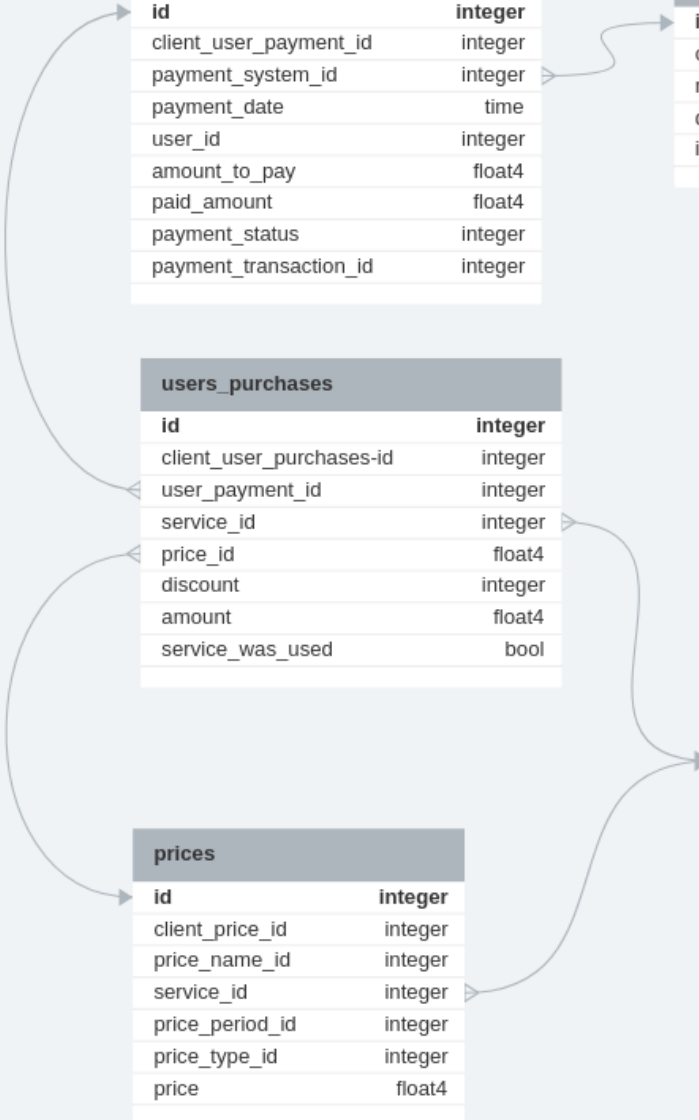 id integer
client_user_payment_id integer
payment_system_id integer
payment_date time
user_id integer
amount_to_pay float4
paid_amount float4
payment_status integer
payment_transaction_id integer
users_purchases
id integer
client_user_purchases-id integer
user_payment_id integer
service_id integer
price_id float4
discount integer
amount float4
service_was_used bool
prices
id integer
client_price_id integer
price_name_id integer
service_id integer
price_period_id integer
price_type_id integer
price float4